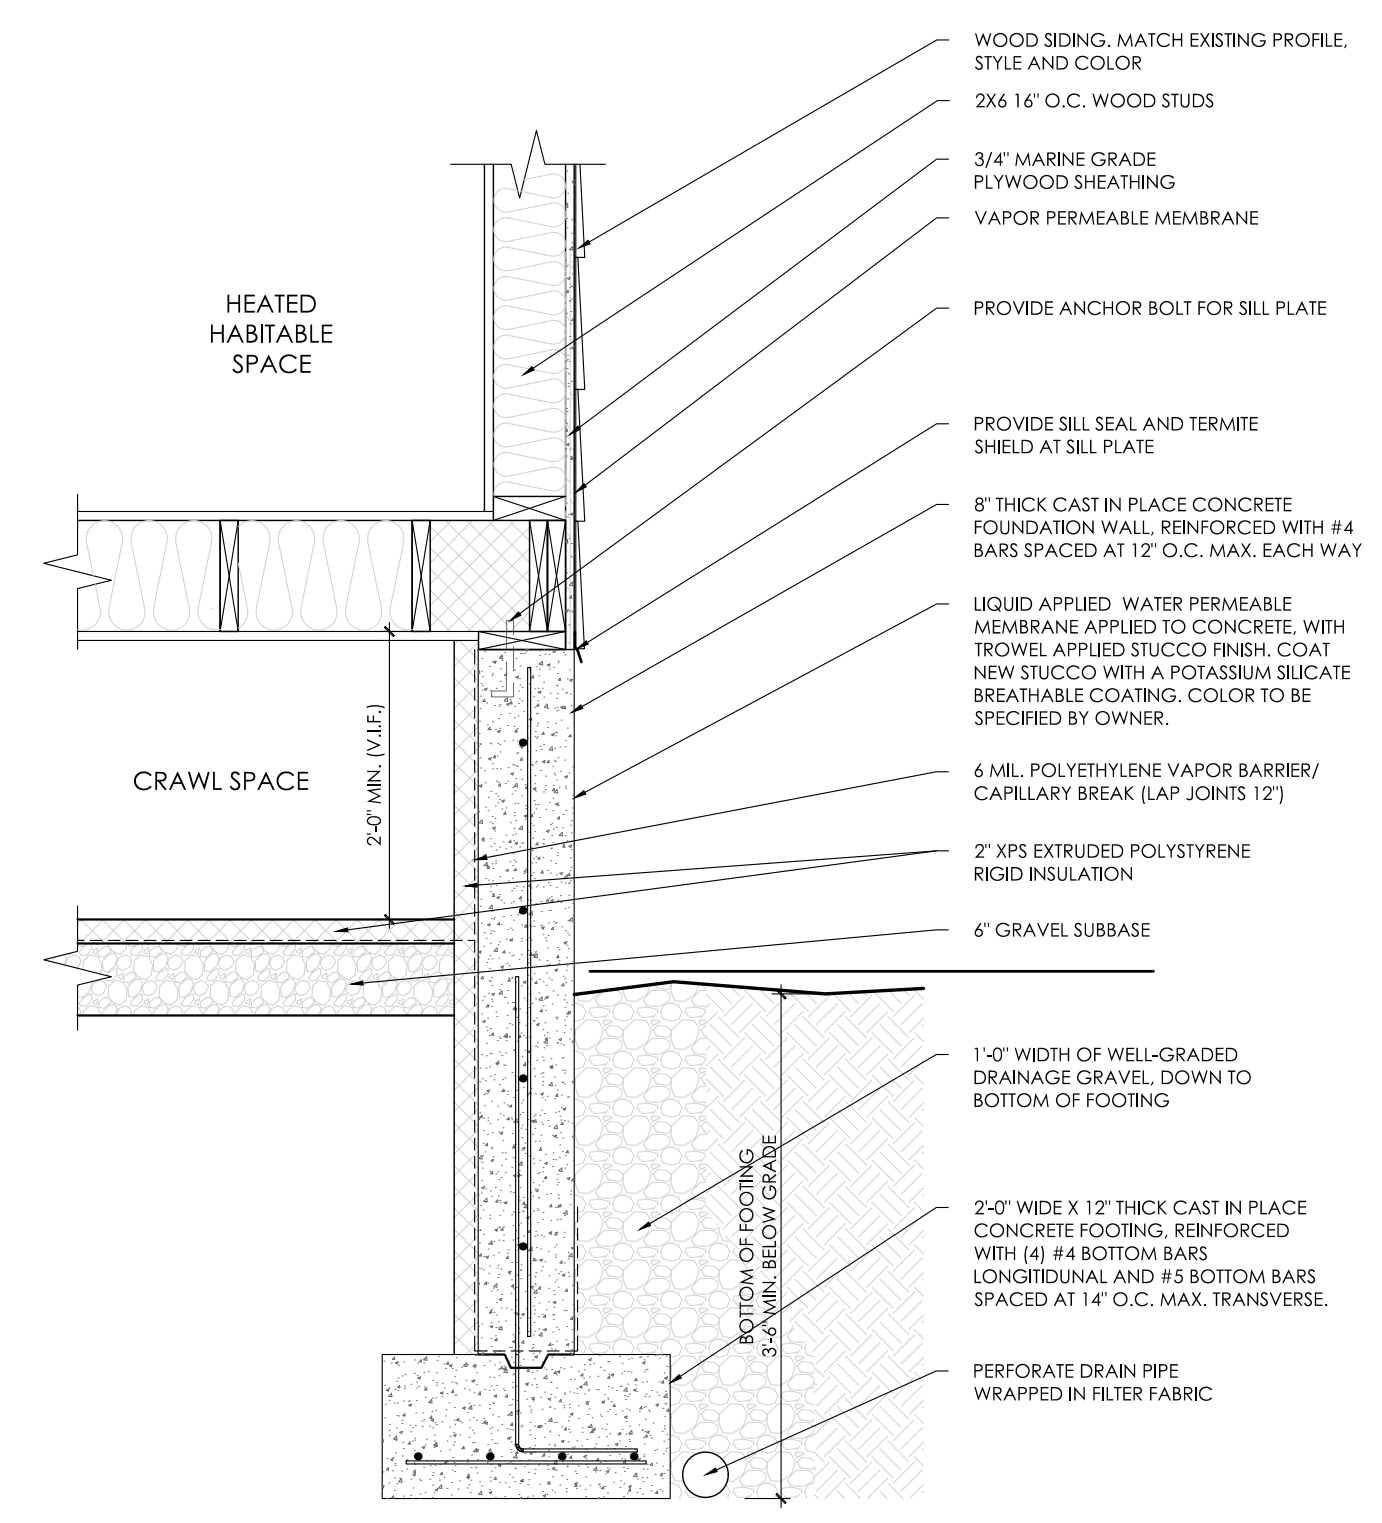 WOOD SIDING. MATCH EXISTING PROFILE,
STYLE AND COLOR
2X6 16" O.C. WOOD STUDS
3/4" MARINE GRADE
PLYWOOD SHEATHING
VAPOR PERMEABLE MEMBRANE
HEATED
HABITABLE
SPACE
PROVIDE ANCHOR BOLT FOR SILL PLATE
PROVIDE SILL SEAL AND TERMITE
SHIELD AT SILL PLATE
8" THICK CAST IN PLACE CONCRETE
FOUNDATION WALL, REINFORCED WITH #4
BARS SPACED AT 12" O.C. MAX. EACH WAY
LIQUID APPLIED WATER PERMEABLE
MEMBRANE APPLIED TO CONCRETE, WITH
TROWEL APPLIED STUCCO FINISH. COAT
NEW STUCCO WITH A POTASSIUM SILICATE
BREATHABLE COATING. COLOR TO BE
SPECIFIED BY OWNER.
CRAWL SPACE
2'-0" MIN. (V.I.F.)
6 MIL. POLYETHYLENE VAPOR BARRIER/
CAPILLARY BREAK (LAP JOINTS 12")
2" XPS EXTRUDED POLYSTYRENE
RIGID INSULATION
6" GRAVEL SUBBASE
1'-0" WIDTH OF WELL-GRADED
DRAINAGE GRAVEL, DOWN TO
BOTTOM OF FOOTING
BOTTOM OF FOOTING
3'-6" MIN. BELOW GRADE
2'-0" WIDE X 12" THICK CAST IN PLACE
CONCRETE FOOTING, REINFORCED
WITH (4) #4 BOTTOM BARS
LONGITIDUNAL AND #5 BOTTOM BARS
SPACED AT 14" O.C. MAX. TRANSVERSE.
PERFORATE DRAIN PIPE
WRAPPED IN FILTER FABRIC